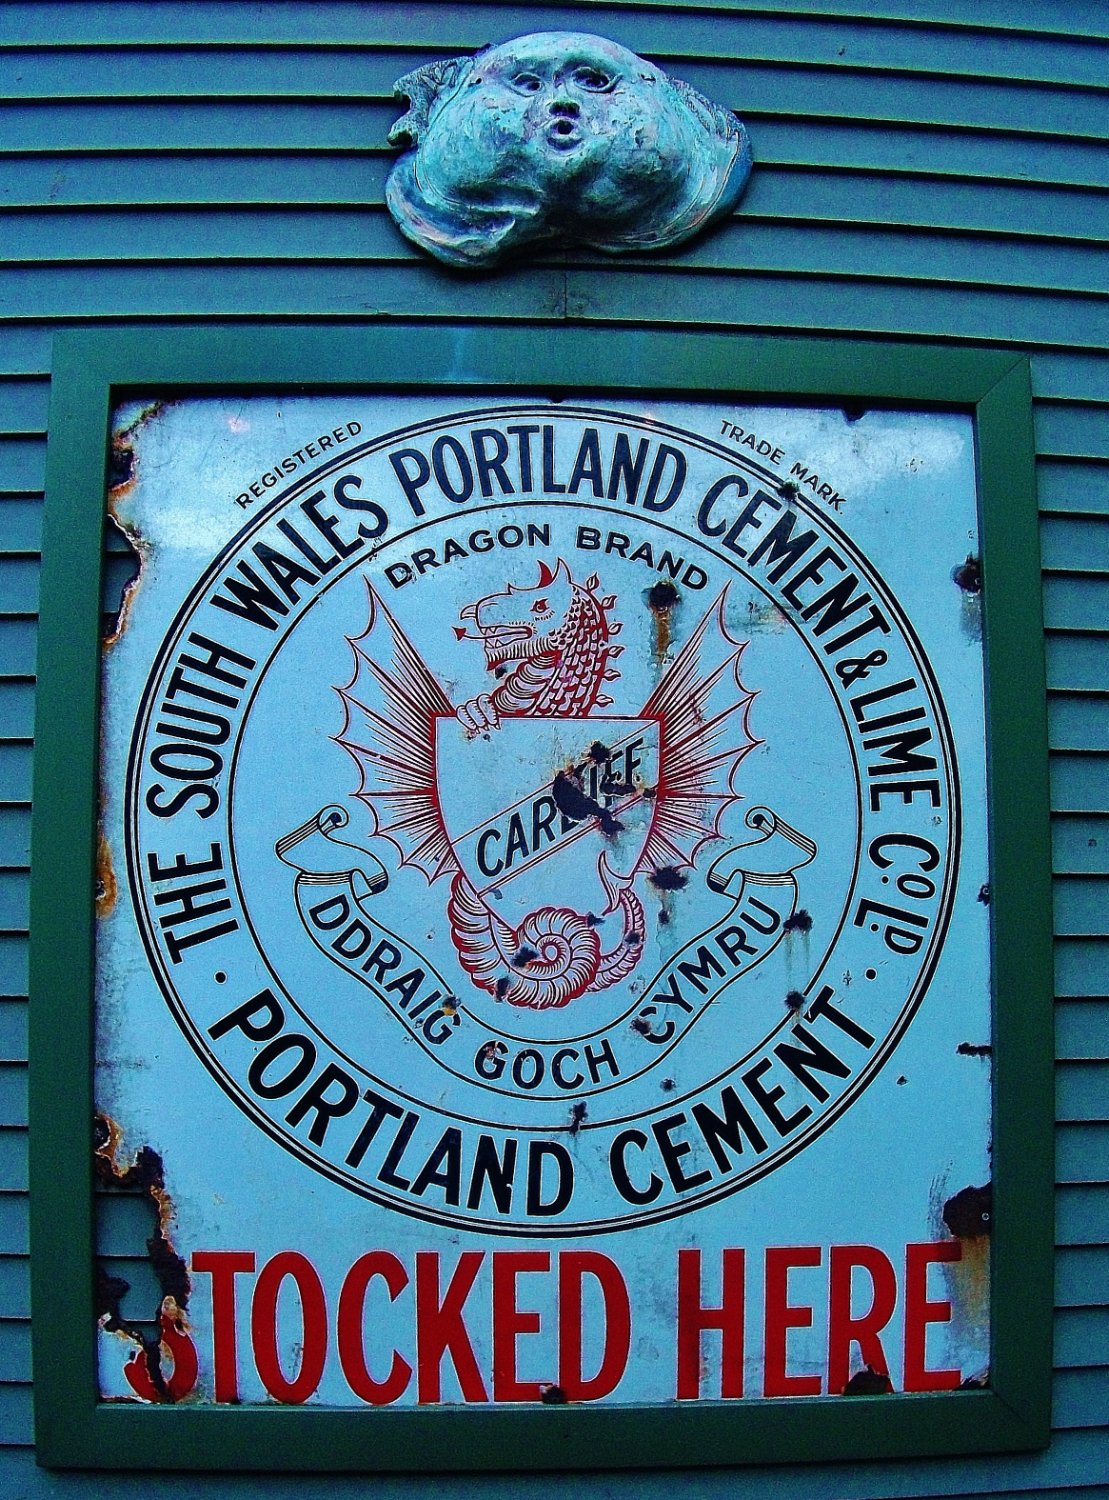 REGISTERED TRADE MARK
THE SOUTH WALES PORTLAND CEMENT & LIME Co. LD.
DRAGON BRAND
CARDIFF
DDRAIG GOCH CYMRU
· PORTLAND CEMENT ·
STOCKED HERE